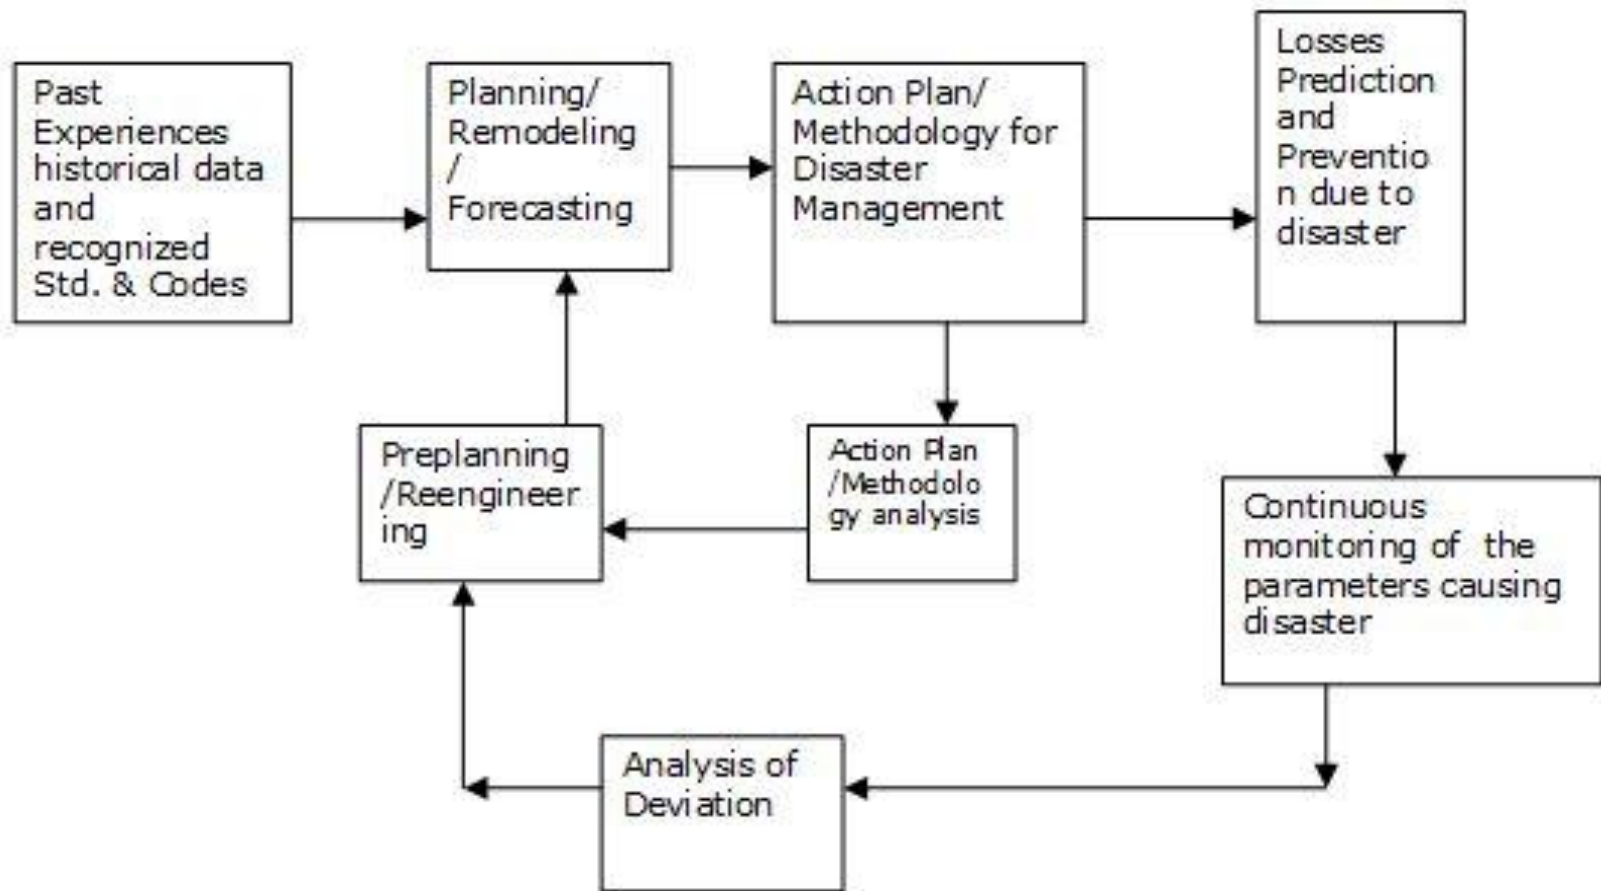 Past
Experiences
historical data
and
recognized
Std. & Codes
Planning/
Remodeling
/
Forecasting
Action Plan/
Methodology for
Disaster
Management
Losses
Prediction
and
Preventio
n due to
disaster
Preplanning
/Reengineer
ing
Action Plan
/Methodolo
gy analysis
Continuous
monitoring of the
parameters causing
disaster
Analysis of
Deviation